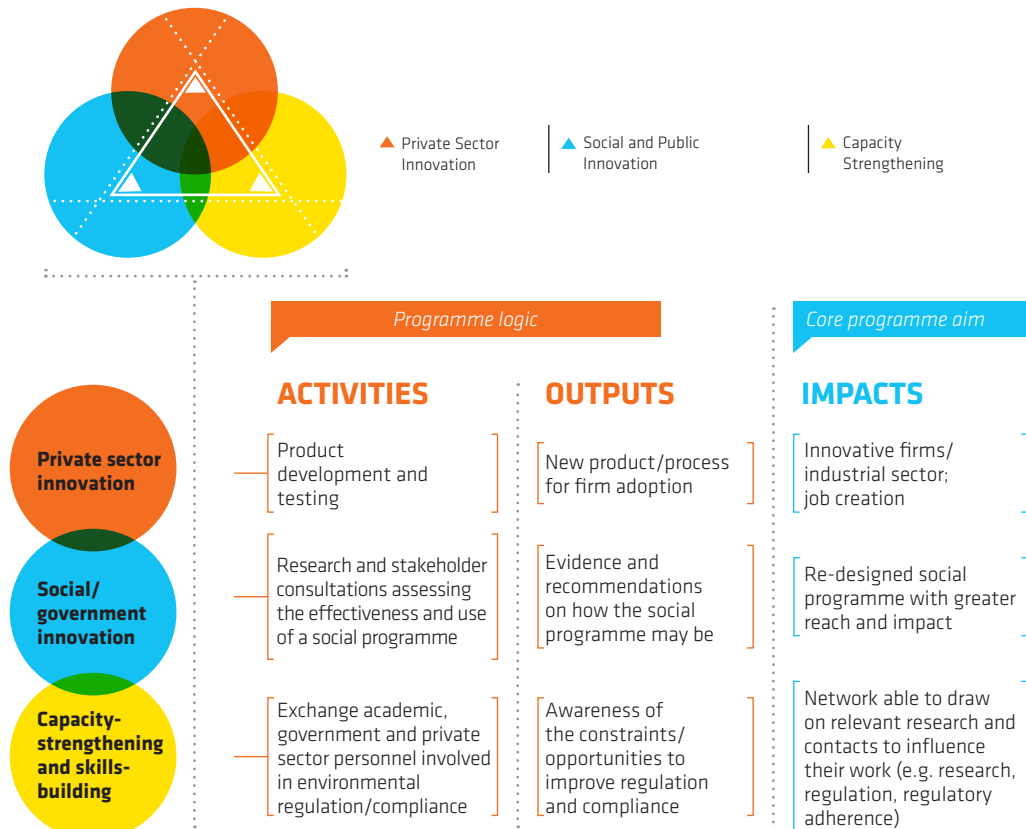 Private Sector
Innovation
Social and Public
Innovation
Capacity
Strengthening
Programme logic
Core programme aim
ACTIVITIES
OUTPUTS
IMPACTS
Private sector
innovation
Product
development and
testing
New product/process
for firm adoption
Innovative firms/
industrial sector;
job creation
Social/
government
innovation
Research and stakeholder
consultations assessing
the effectiveness and use
of a social programme
Evidence and
recommendations
on how the social
programme may be
Re-designed social
programme with greater
reach and impact
Capacity-
strengthening
and skills-
building
Exchange academic,
government and private
sector personnel involved
in environmental
regulation/compliance
Awareness of
the constraints/
opportunities to
improve regulation
and compliance
Network able to draw
on relevant research and
contacts to influence
their work (e.g. research,
regulation, regulatory
adherence)